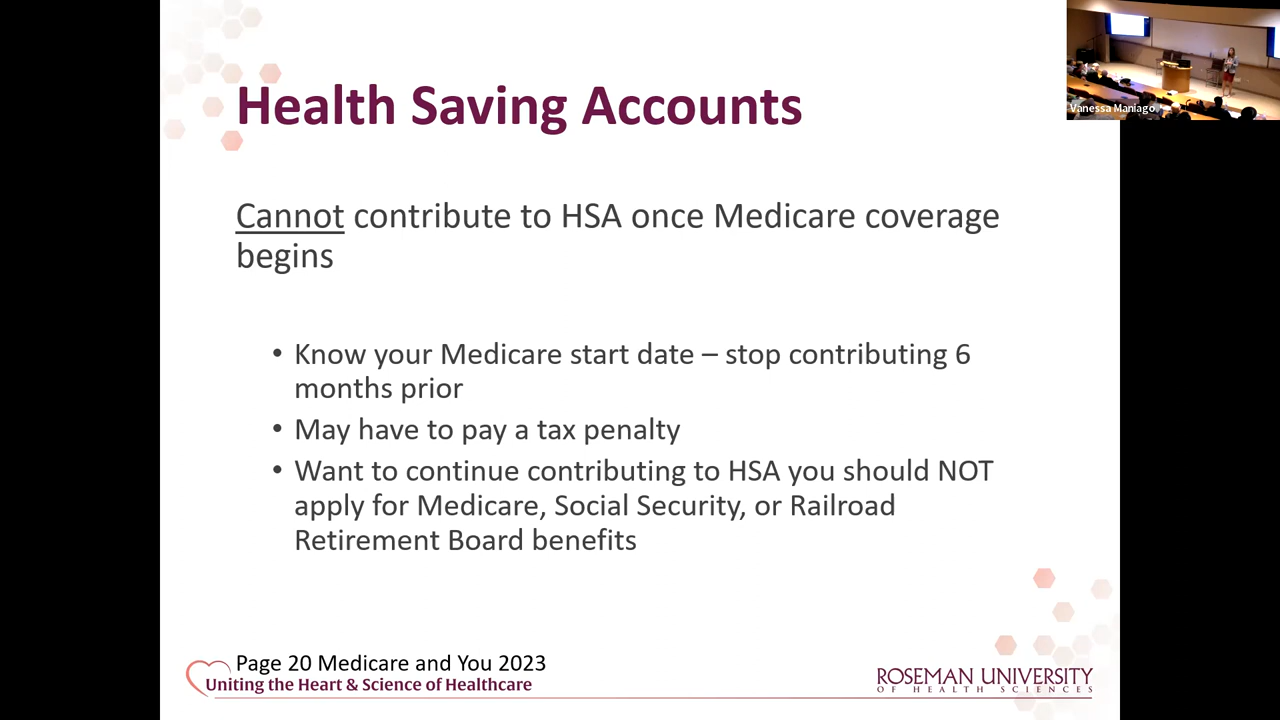 Health Saving Accounts
Vanessa Maniago
Cannot contribute to HSA once Medicare coverage
begins
• Know your Medicare start date – stop contributing 6
months prior
• May have to pay a tax penalty
• Want to continue contributing to HSA you should NOT
apply for Medicare, Social Security, or Railroad
Retirement Board benefits
Page 20 Medicare and You 2023
Uniting the Heart & Science of Healthcare
ROSEMAN UNIVERSITY
OF HEALTH SCIENCES